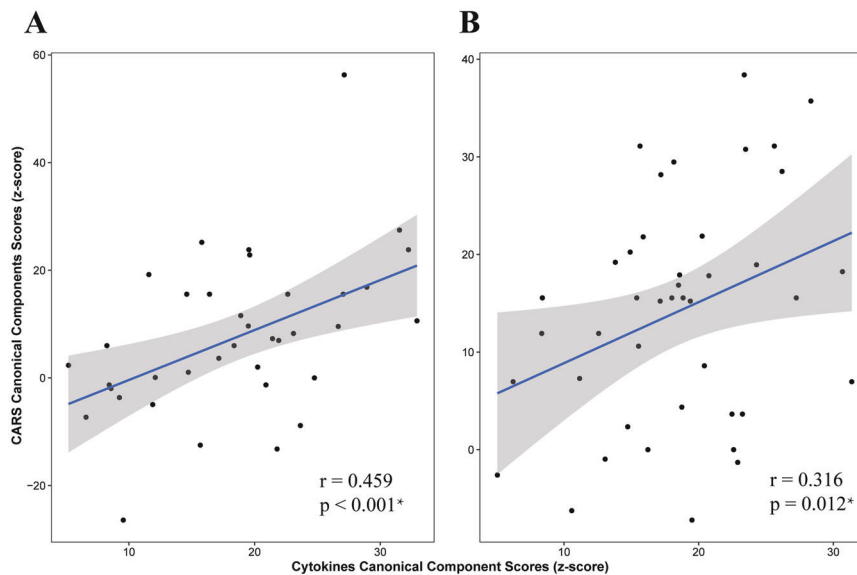 A
B
CARS Canonical Components Scores (z-score)
60
40
20
0
−20
r = 0.459
p < 0.001*
10
20
30
40
30
20
10
0
r = 0.316
p = 0.012*
10
20
30
Cytokines Canonical Component Scores (z-score)